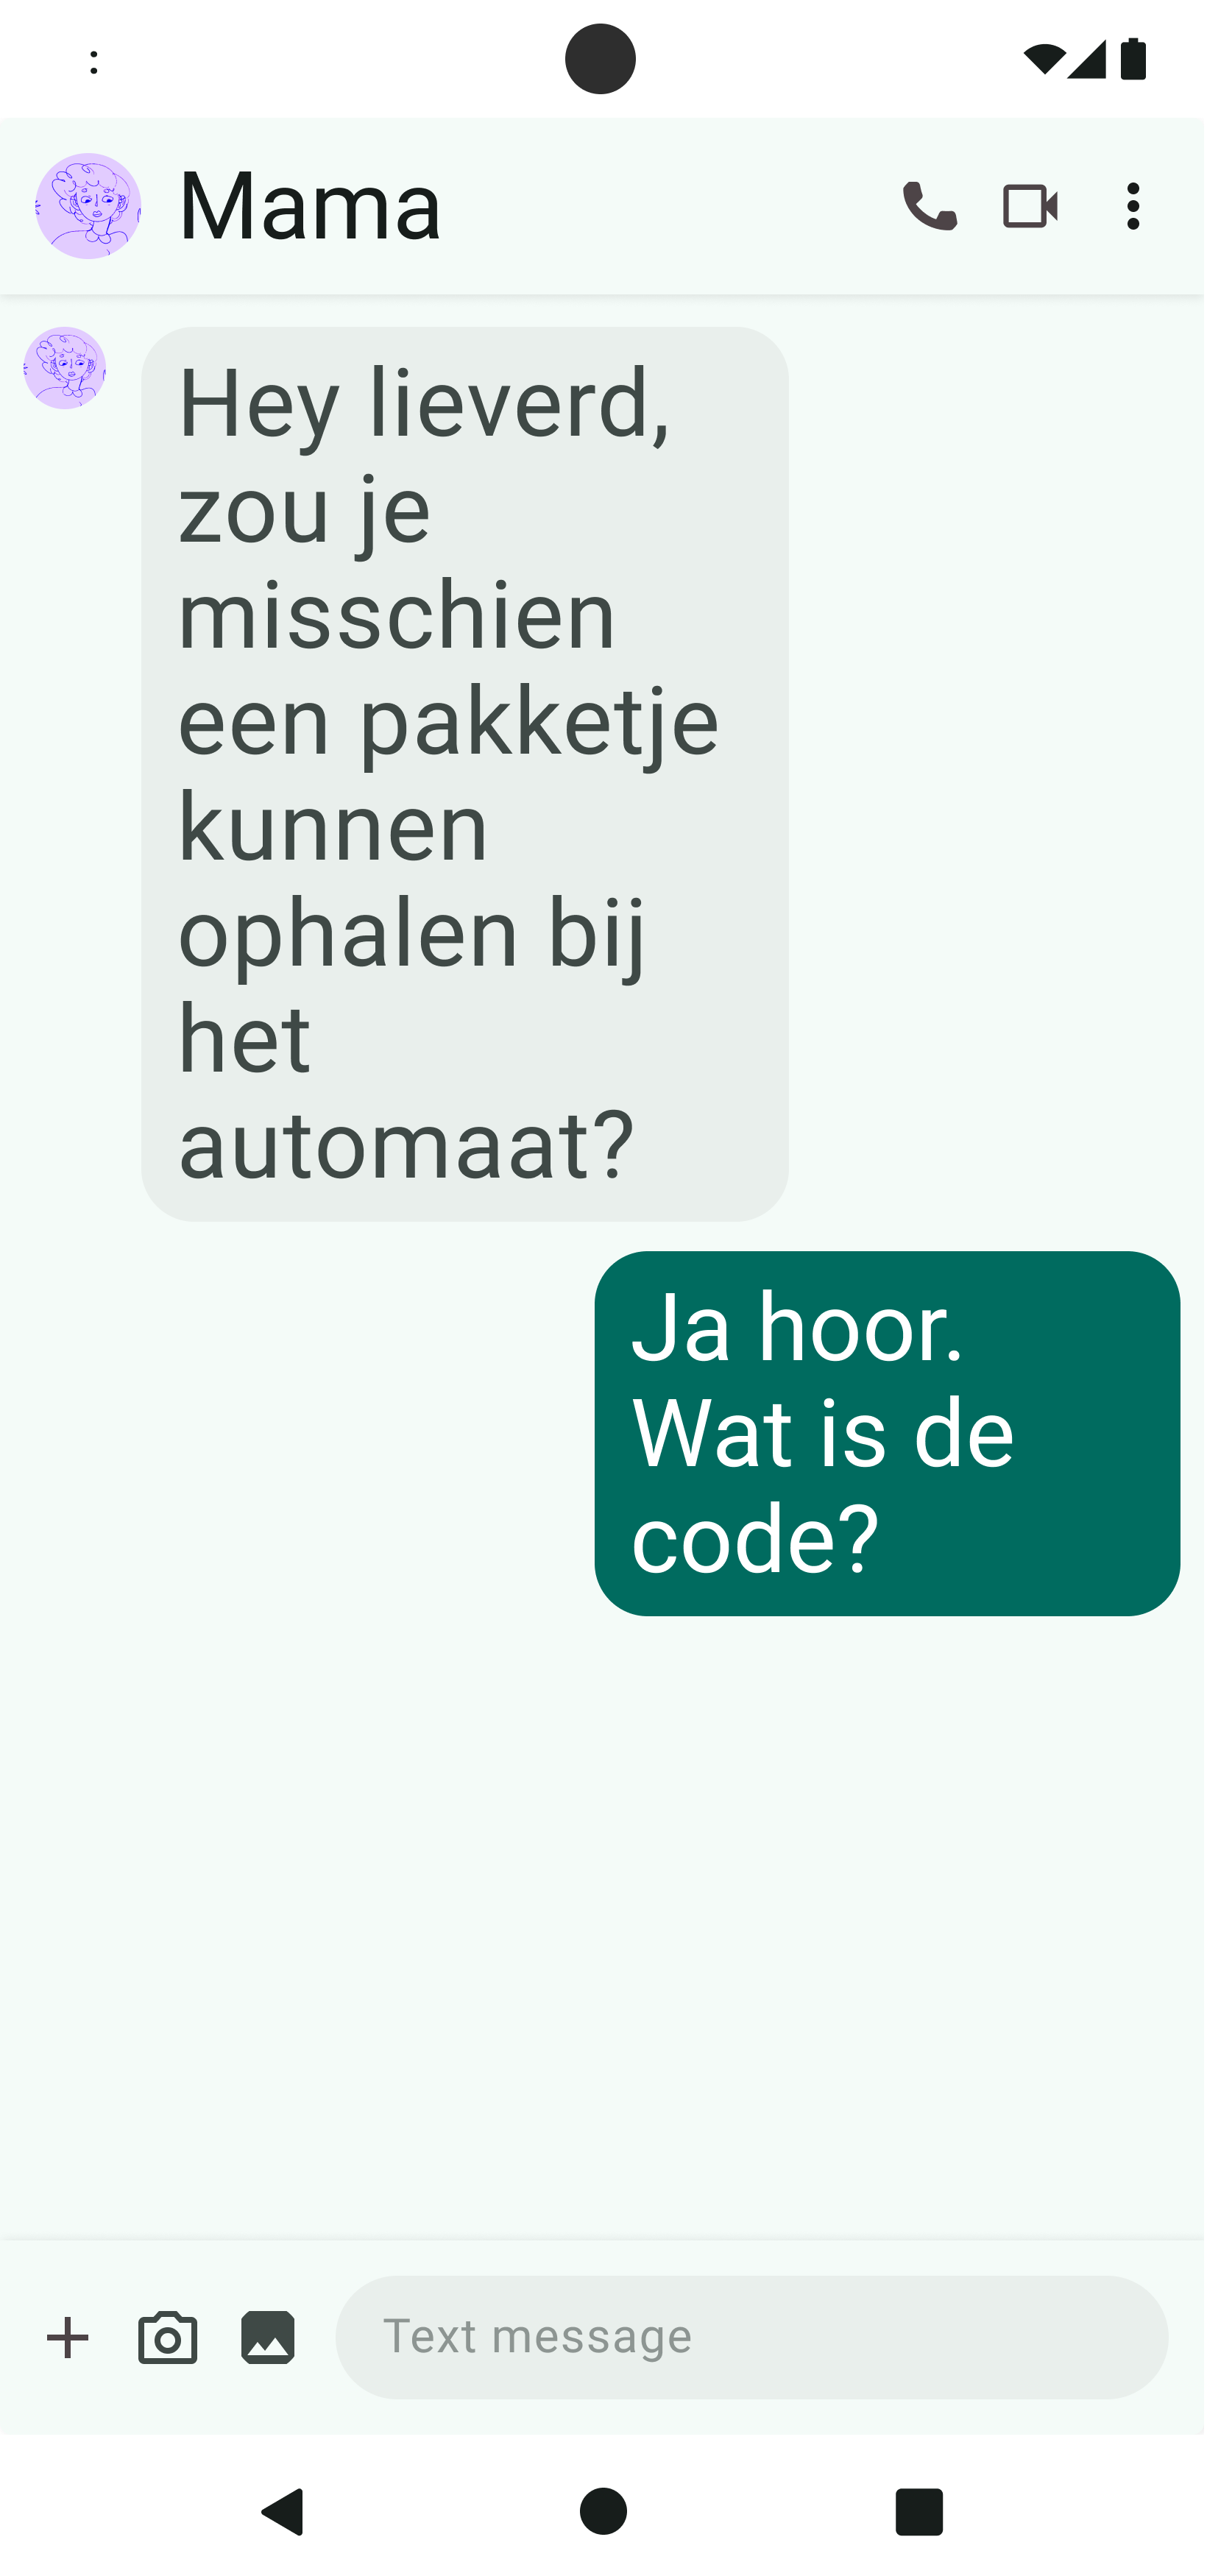 :
Mama
Hey lieverd,
zou je
misschien
een pakketje
kunnen
ophalen bij
het
automaat?
Ja hoor.
Wat is de
code?
Text message